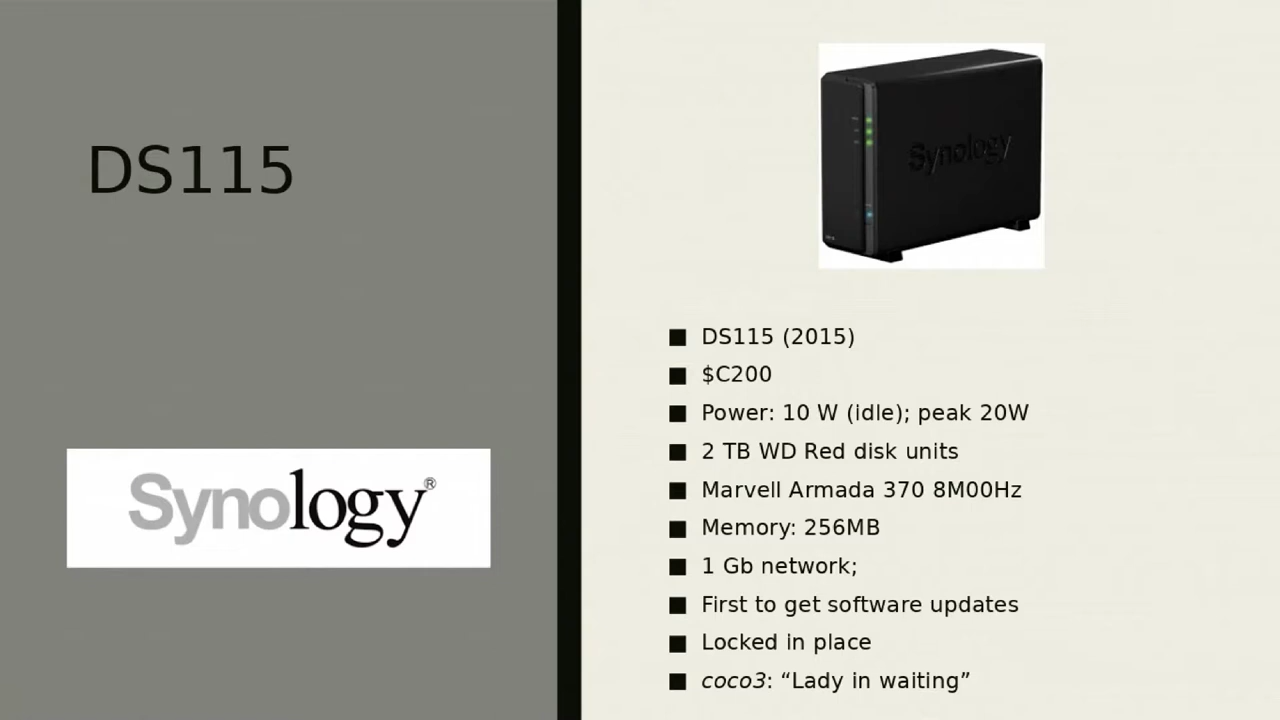 DS115
Synology®
Synology
DS115 (2015)
$C200
Power: 10 W (idle); peak 20W
2 TB WD Red disk units
Marvell Armada 370 8M00Hz
Memory: 256MB
1 Gb network;
First to get software updates
Locked in place
coco3: “Lady in waiting”